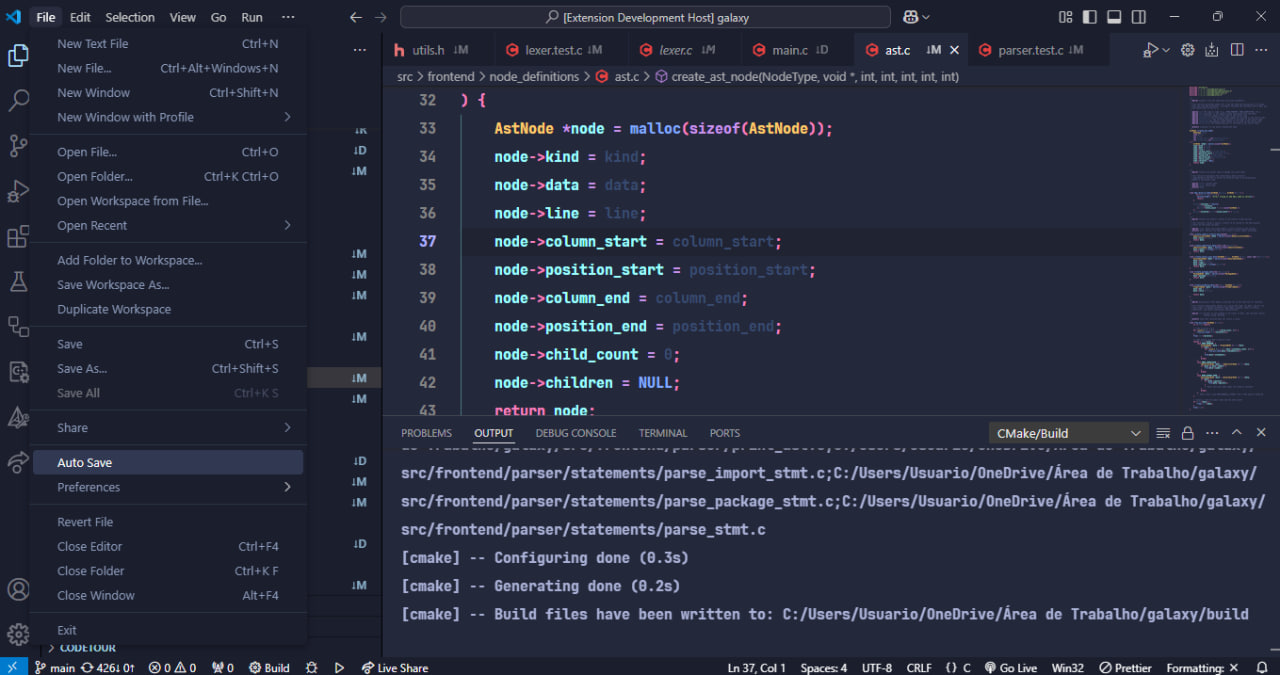 File Edit Selection View Go Run ··· [Extension Development Host] galaxy
New Text File Ctrl+N
New File... Ctrl+Alt+Windows+N
New Window Ctrl+Shift+N
New Window with Profile
Open File... Ctrl+O
Open Folder... Ctrl+K Ctrl+O
Open Workspace from File...
Open Recent
Add Folder to Workspace...
Save Workspace As...
Duplicate Workspace
Save Ctrl+S
Save As... Ctrl+Shift+S
Save All Ctrl+K S
Share
Auto Save
Preferences
Revert File
Close Editor Ctrl+F4
Close Folder Ctrl+K F
Close Window Alt+F4
Exit
CODETOUR
↓D
↓M
↓M
↓M
↓M
↓M
↓M
↓M
↓D
↓M
↓M
↓D
↓M
utils.h ↓M lexer.test.c ↓M lexer.c ↓M main.c ↓D ast.c ↓M parser.test.c ↓M
src > frontend > node_definitions > ast.c > create_ast_node(NodeType, void *, int, int, int, int, int)
32 ) {
33 AstNode *node = malloc(sizeof(AstNode));
34 node->kind = kind;
35 node->data = data;
36 node->line = line;
37 node->column_start = column_start;
38 node->position_start = position_start;
39 node->column_end = column_end;
40 node->position_end = position_end;
41 node->child_count = 0;
42 node->children = NULL;
43 return node;
PROBLEMS OUTPUT DEBUG CONSOLE TERMINAL PORTS CMake/Build
src/frontend/parser/statements/parse_import_stmt.c;C:/Users/Usuario/OneDrive/Área de Trabalho/galaxy/
src/frontend/parser/statements/parse_package_stmt.c;C:/Users/Usuario/OneDrive/Área de Trabalho/galaxy/
src/frontend/parser/statements/parse_stmt.c
[cmake] -- Configuring done (0.3s)
[cmake] -- Generating done (0.2s)
[cmake] -- Build files have been written to: C:/Users/Usuario/OneDrive/Área de Trabalho/galaxy/build
main 426↓ 0↑ 0 0 0 Build Live Share Ln 37, Col 1 Spaces: 4 UTF-8 CRLF {} C Go Live Win32 Prettier Formatting: ×